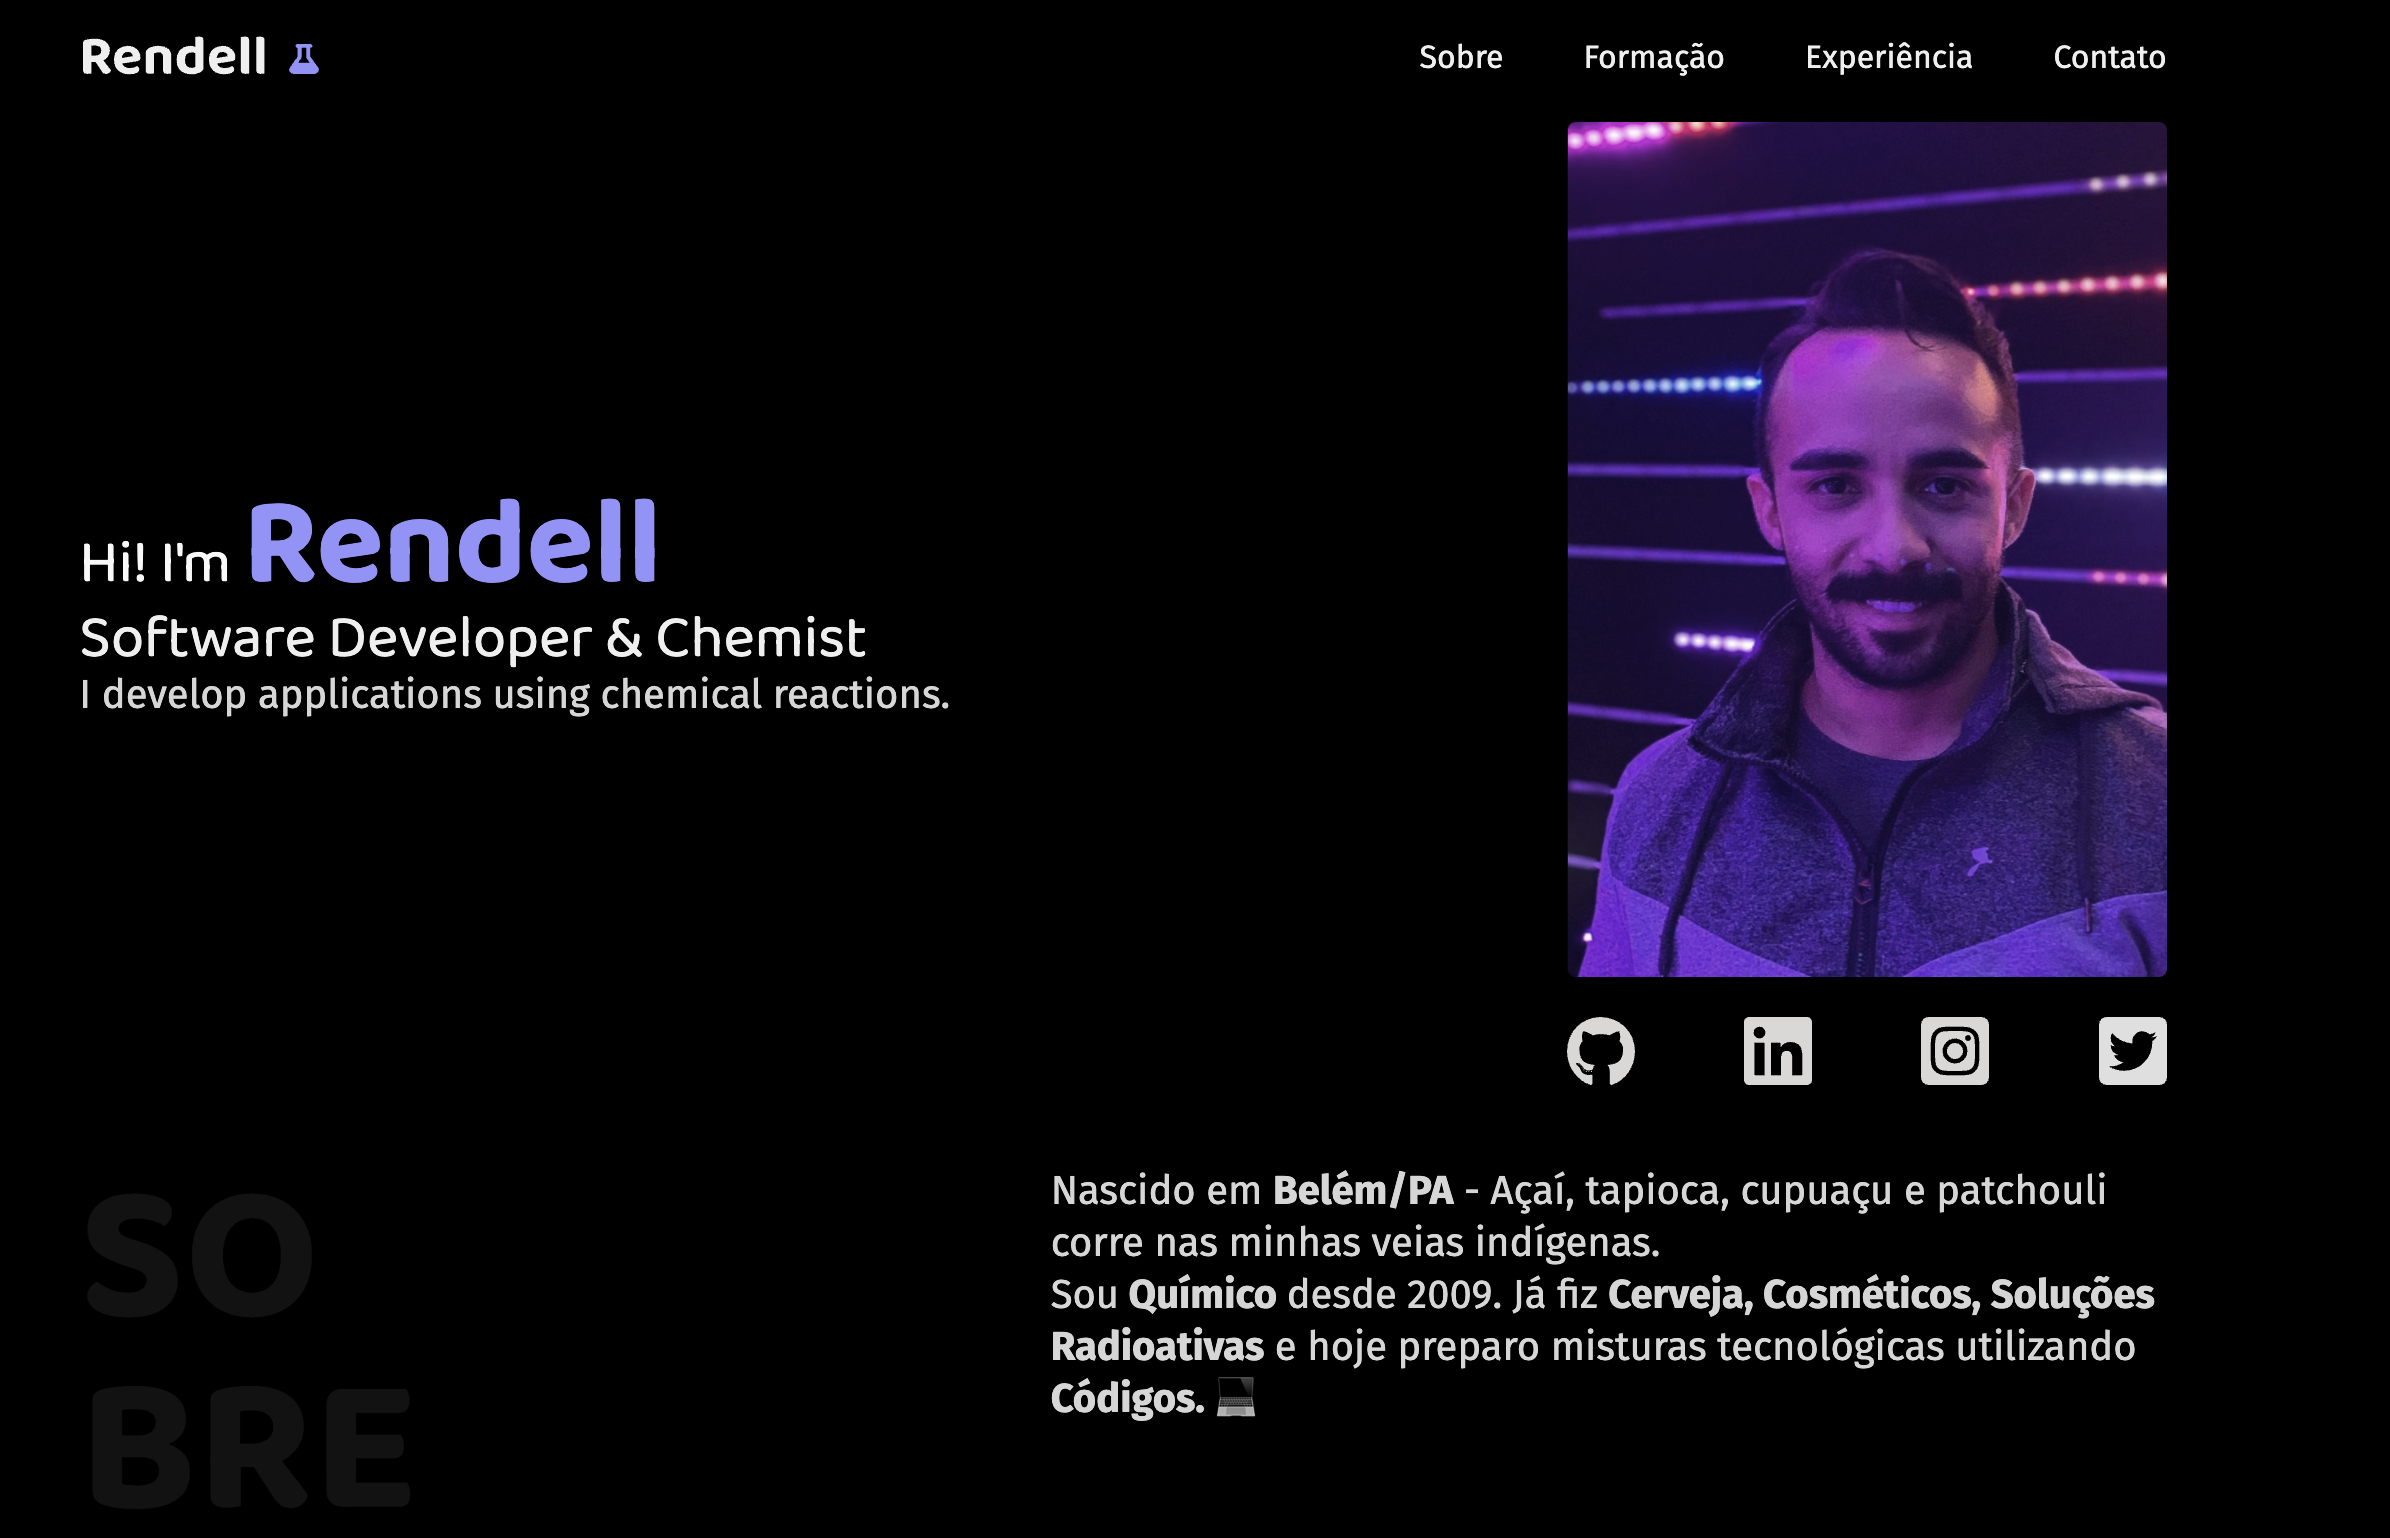 Rendell
Sobre Formação Experiência Contato
Hi! I'm Rendell
Software Developer & Chemist
I develop applications using chemical reactions.
in
SO
BRE
Nascido em Belém/PA - Açaí, tapioca, cupuaçu e patchouli
corre nas minhas veias indígenas.
Sou Químico desde 2009. Já fiz Cerveja, Cosméticos, Soluções
Radioativas e hoje preparo misturas tecnológicas utilizando
Códigos. 💻